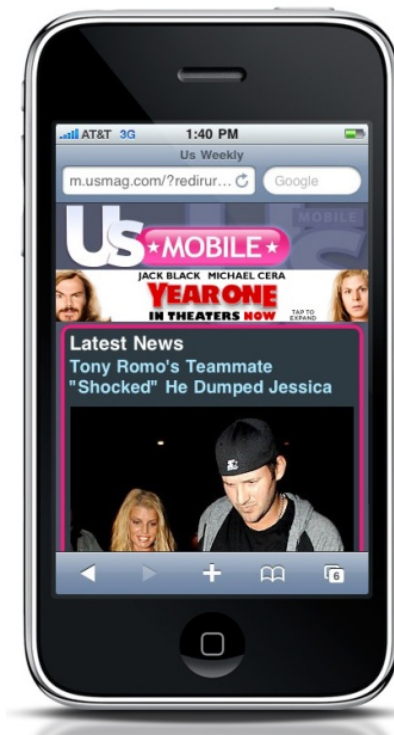 AT&T 3G 1:40 PM
Us Weekly
m.usmag.com/?redirur... Google
MOBILE
Us MOBILE
JACK BLACK MICHAEL CERA
YEAR ONE
IN THEATERS NOW
TAP TO
EXPAND
Latest News
Tony Romo's Teammate
"Shocked" He Dumped Jessica
6